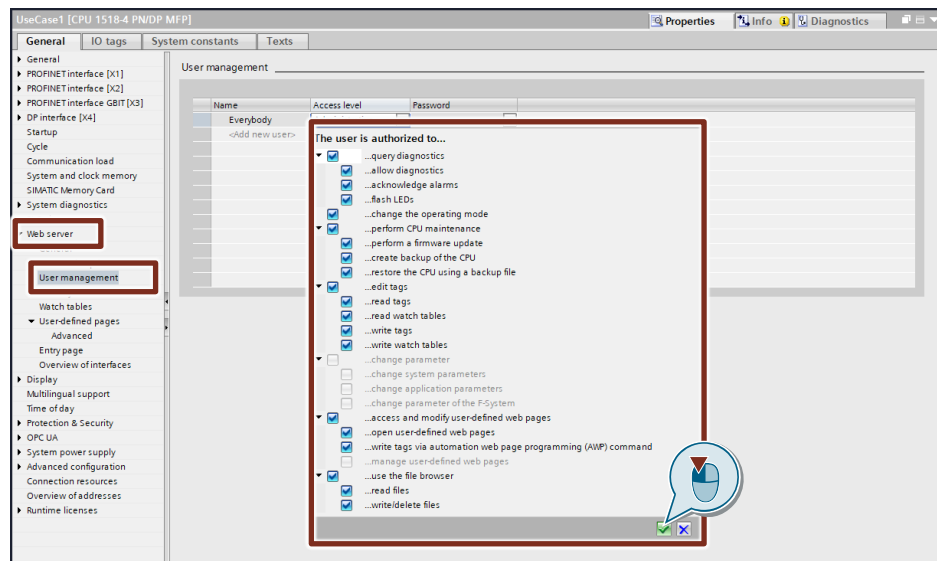 UseCase1 [CPU 1518-4 PN/DP MFP]
Properties
Info
Diagnostics
General
IO tags
System constants
Texts
General
PROFINET interface [X1]
PROFINET interface [X2]
PROFINET interface GBIT [X3]
DP interface [X4]
Startup
Cycle
Communication load
System and clock memory
SIMATIC Memory Card
System diagnostics
Web server
User management
Watch tables
User-defined pages
Advanced
Entry page
Overview of interfaces
Display
Multilingual support
Time of day
Protection & Security
OPC UA
System power supply
Advanced configuration
Connection resources
Overview of addresses
Runtime licenses
User management
Name Access level Password
Everybody
<Add new user>
The user is authorized to...
...query diagnostics
...allow diagnostics
...acknowledge alarms
...flash LEDs
...change the operating mode
...perform CPU maintenance
...perform a firmware update
...create backup of the CPU
...restore the CPU using a backup file
...edit tags
...read tags
...read watch tables
...write tags
...write watch tables
...change parameter
...change system parameters
...change application parameters
...change parameter of the F-System
...access and modify user-defined web pages
...open user-defined web pages
...write tags via automation web page programming (AWP) command
...manage user-defined web pages
...use the file browser
...read files
...write/delete files